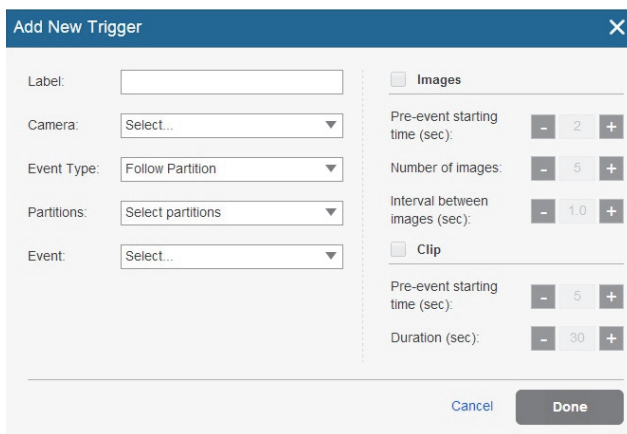 Add New Trigger
Label:
Camera: Select...
Event Type: Follow Partition
Partitions: Select partitions
Event: Select...
Images
Pre-event starting
time (sec): - 2 +
Number of images: - 5 +
Interval between
images (sec): - 1.0 +
Clip
Pre-event starting
time (sec): - 5 +
Duration (sec): - 30 +
Cancel Done